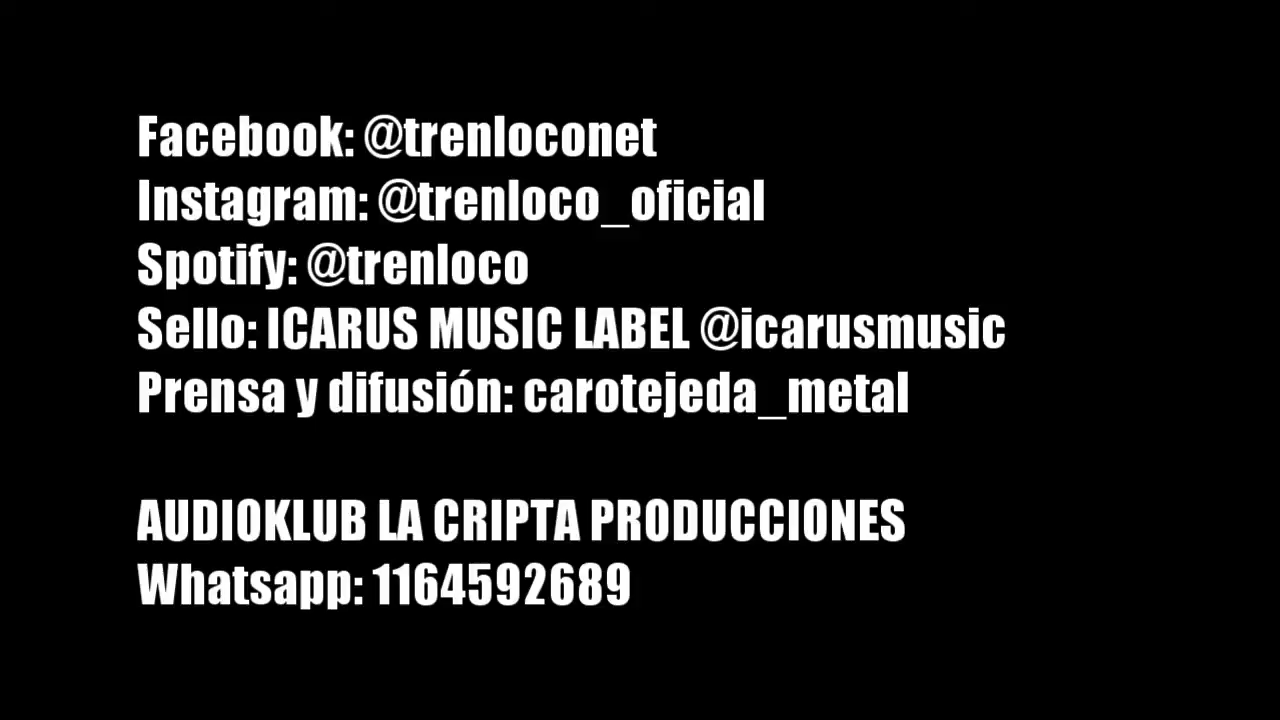 Facebook: @trenloconet
Instagram: @trenloco_oficial
Spotify: @trenloco
Sello: ICARUS MUSIC LABEL @icarusmusic
Prensa y difusión: carotejeda_metal
AUDIOKLUB LA CRIPTA PRODUCCIONES
Whatsapp: 1164592689